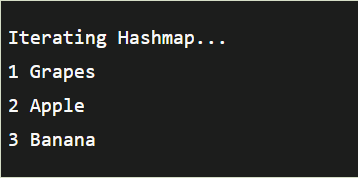 Iterating Hashmap...
1 Grapes
2 Apple
3 Banana